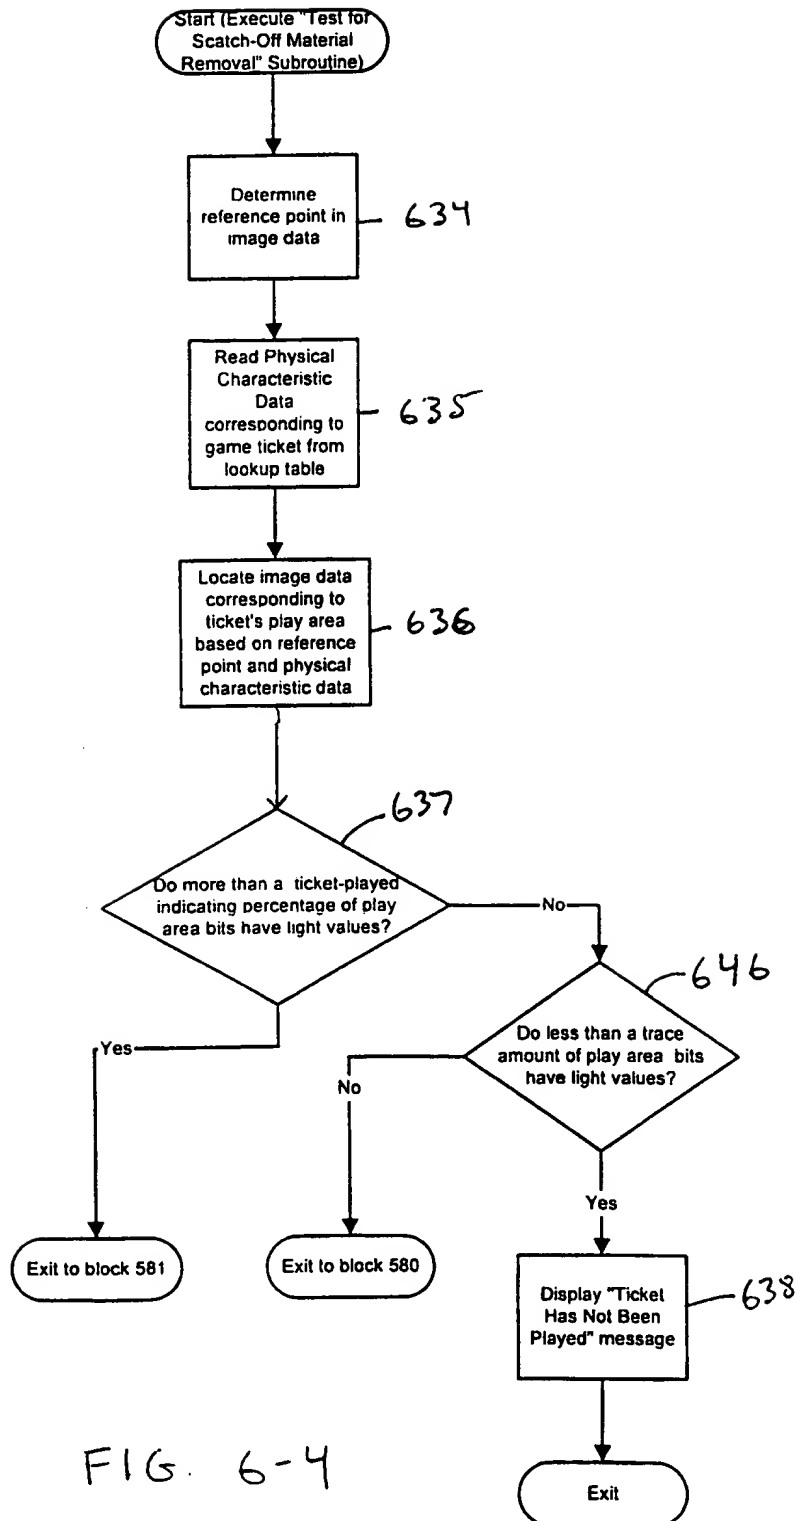 Start (Execute "Test for
Scatch-Off Material
Removal" Subroutine)
Determine
reference point in
image data
634
Read Physical
Characteristic
Data
corresponding to
game ticket from
lookup table
635
Locate image data
corresponding to
ticket's play area
based on reference
point and physical
characteristic data
636
637
Do more than a ticket-played
indicating percentage of play
area bits have light values?
No
646
Do less than a trace
amount of play area bits
have light values?
Yes
No
Yes
Exit to block 581
Exit to block 580
Display "Ticket
Has Not Been
Played" message
638
Exit
FIG. 6-4